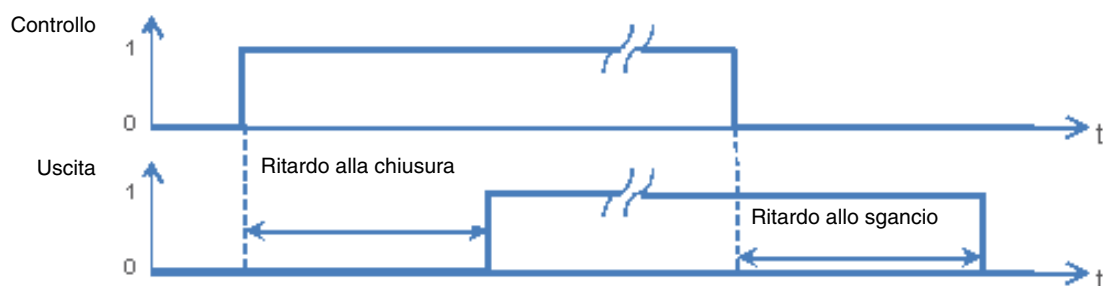 Controllo
1
0
t
Uscita
Ritardo alla chiusura
1
Ritardo allo sgancio
0
t